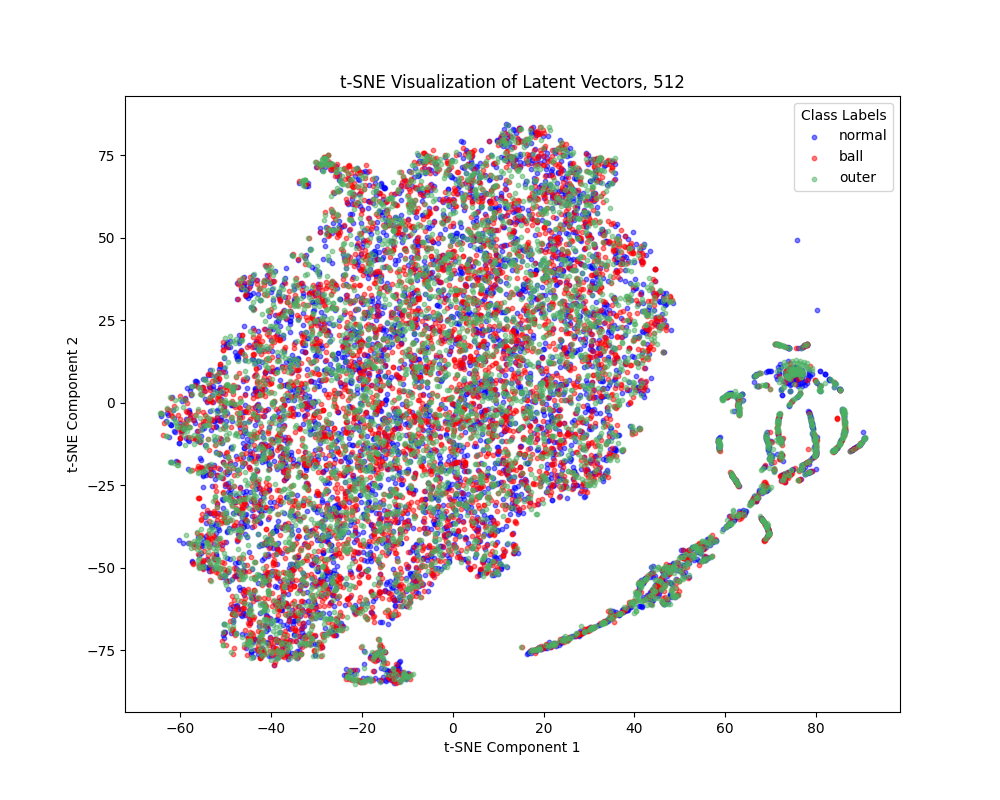 t-SNE Visualization of Latent Vectors, 512
Class Labels
normal
ball
outer
75
50
25
0
−25
−50
−75
t-SNE Component 2
−60 −40 −20 0 20 40 60 80
t-SNE Component 1